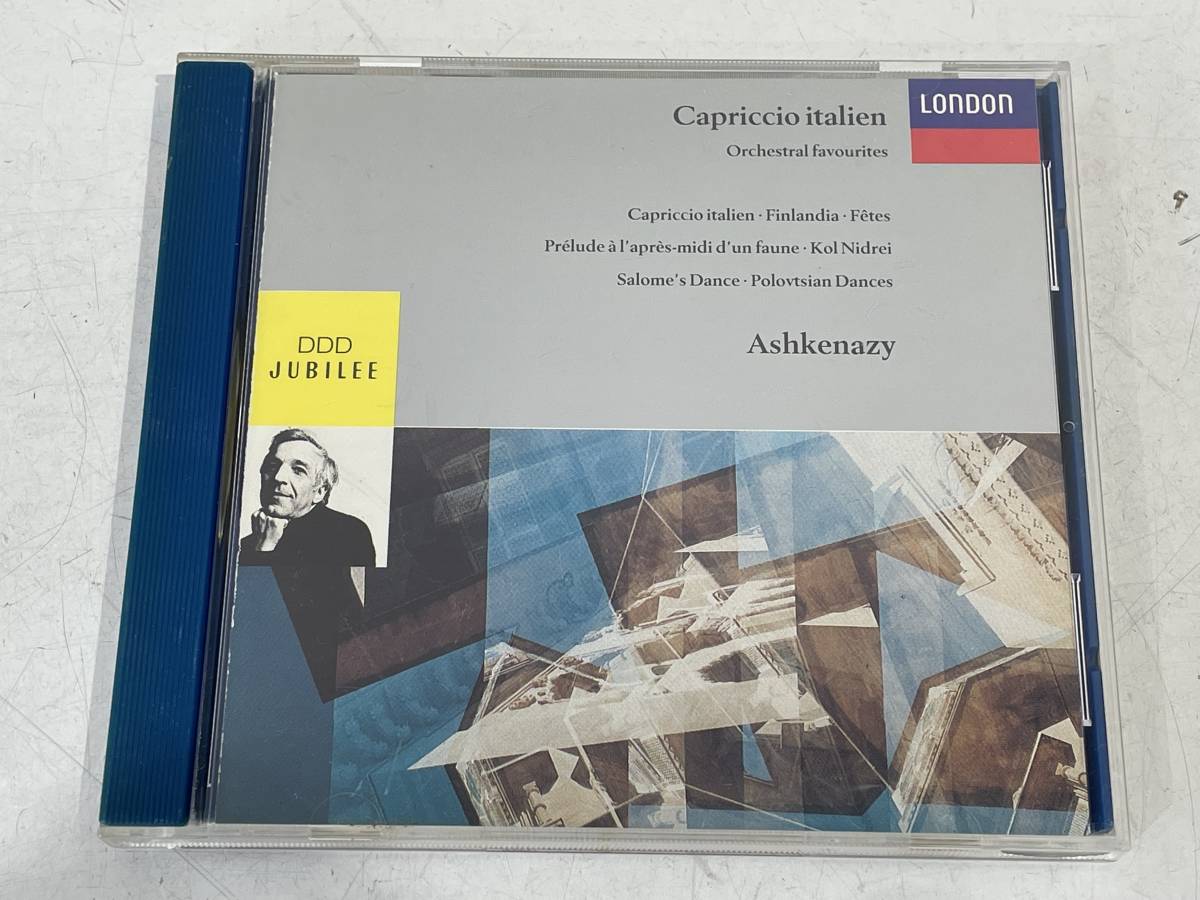 Capriccio italien
LONDON
Orchestral favourites
Capriccio italien · Finlandia · Fêtes
Prélude à l'après-midi d'un faune · Kol Nidrei
Salome's Dance · Polovtsian Dances
Ashkenazy
DDD
JUBILEE